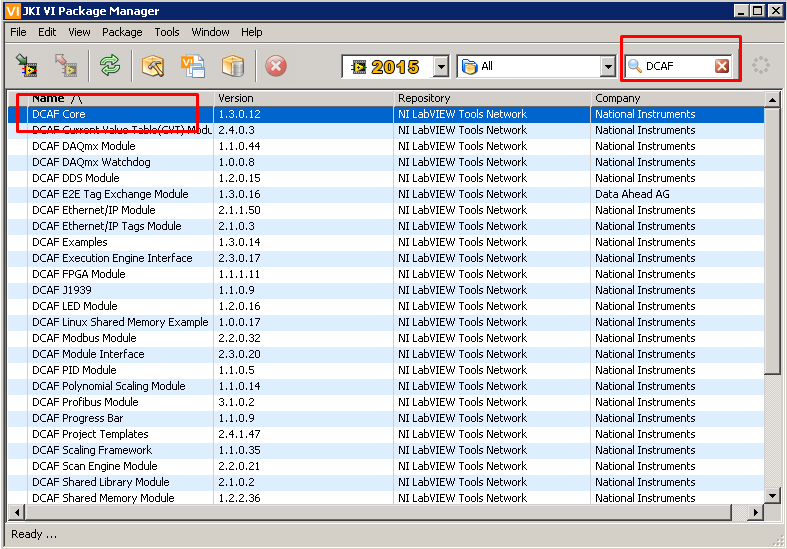 VI JKI VI Package Manager
File Edit View Package Tools Window Help
2015 All DCAF
Name /\ Version Repository Company
DCAF Core 1.3.0.12 NI LabVIEW Tools Network National Instruments
DCAF Current Value Table(CVT) Modu 2.4.0.3 NI LabVIEW Tools Network National Instruments
DCAF DAQmx Module 1.1.0.44 NI LabVIEW Tools Network National Instruments
DCAF DAQmx Watchdog 1.0.0.8 NI LabVIEW Tools Network National Instruments
DCAF DDS Module 1.2.0.15 NI LabVIEW Tools Network National Instruments
DCAF E2E Tag Exchange Module 1.3.0.16 NI LabVIEW Tools Network Data Ahead AG
DCAF Ethernet/IP Module 2.1.1.50 NI LabVIEW Tools Network National Instruments
DCAF Ethernet/IP Tags Module 2.1.0.3 NI LabVIEW Tools Network National Instruments
DCAF Examples 1.3.0.14 NI LabVIEW Tools Network National Instruments
DCAF Execution Engine Interface 2.3.0.17 NI LabVIEW Tools Network National Instruments
DCAF FPGA Module 1.1.1.11 NI LabVIEW Tools Network National Instruments
DCAF J1939 1.1.0.9 NI LabVIEW Tools Network National Instruments
DCAF LED Module 1.2.0.16 NI LabVIEW Tools Network National Instruments
DCAF Linux Shared Memory Example 1.0.0.17 NI LabVIEW Tools Network National Instruments
DCAF Modbus Module 2.2.0.32 NI LabVIEW Tools Network National Instruments
DCAF Module Interface 2.3.0.20 NI LabVIEW Tools Network National Instruments
DCAF PID Module 1.1.0.5 NI LabVIEW Tools Network National Instruments
DCAF Polynomial Scaling Module 1.1.0.14 NI LabVIEW Tools Network National Instruments
DCAF Profibus Module 3.1.0.2 NI LabVIEW Tools Network National Instruments
DCAF Progress Bar 1.1.0.9 NI LabVIEW Tools Network National Instruments
DCAF Project Templates 2.4.1.47 NI LabVIEW Tools Network National Instruments
DCAF Scaling Framework 1.1.0.35 NI LabVIEW Tools Network National Instruments
DCAF Scan Engine Module 2.2.0.21 NI LabVIEW Tools Network National Instruments
DCAF Shared Library Module 2.1.0.2 NI LabVIEW Tools Network National Instruments
DCAF Shared Memory Module 1.2.2.36 NI LabVIEW Tools Network National Instruments
Ready ...